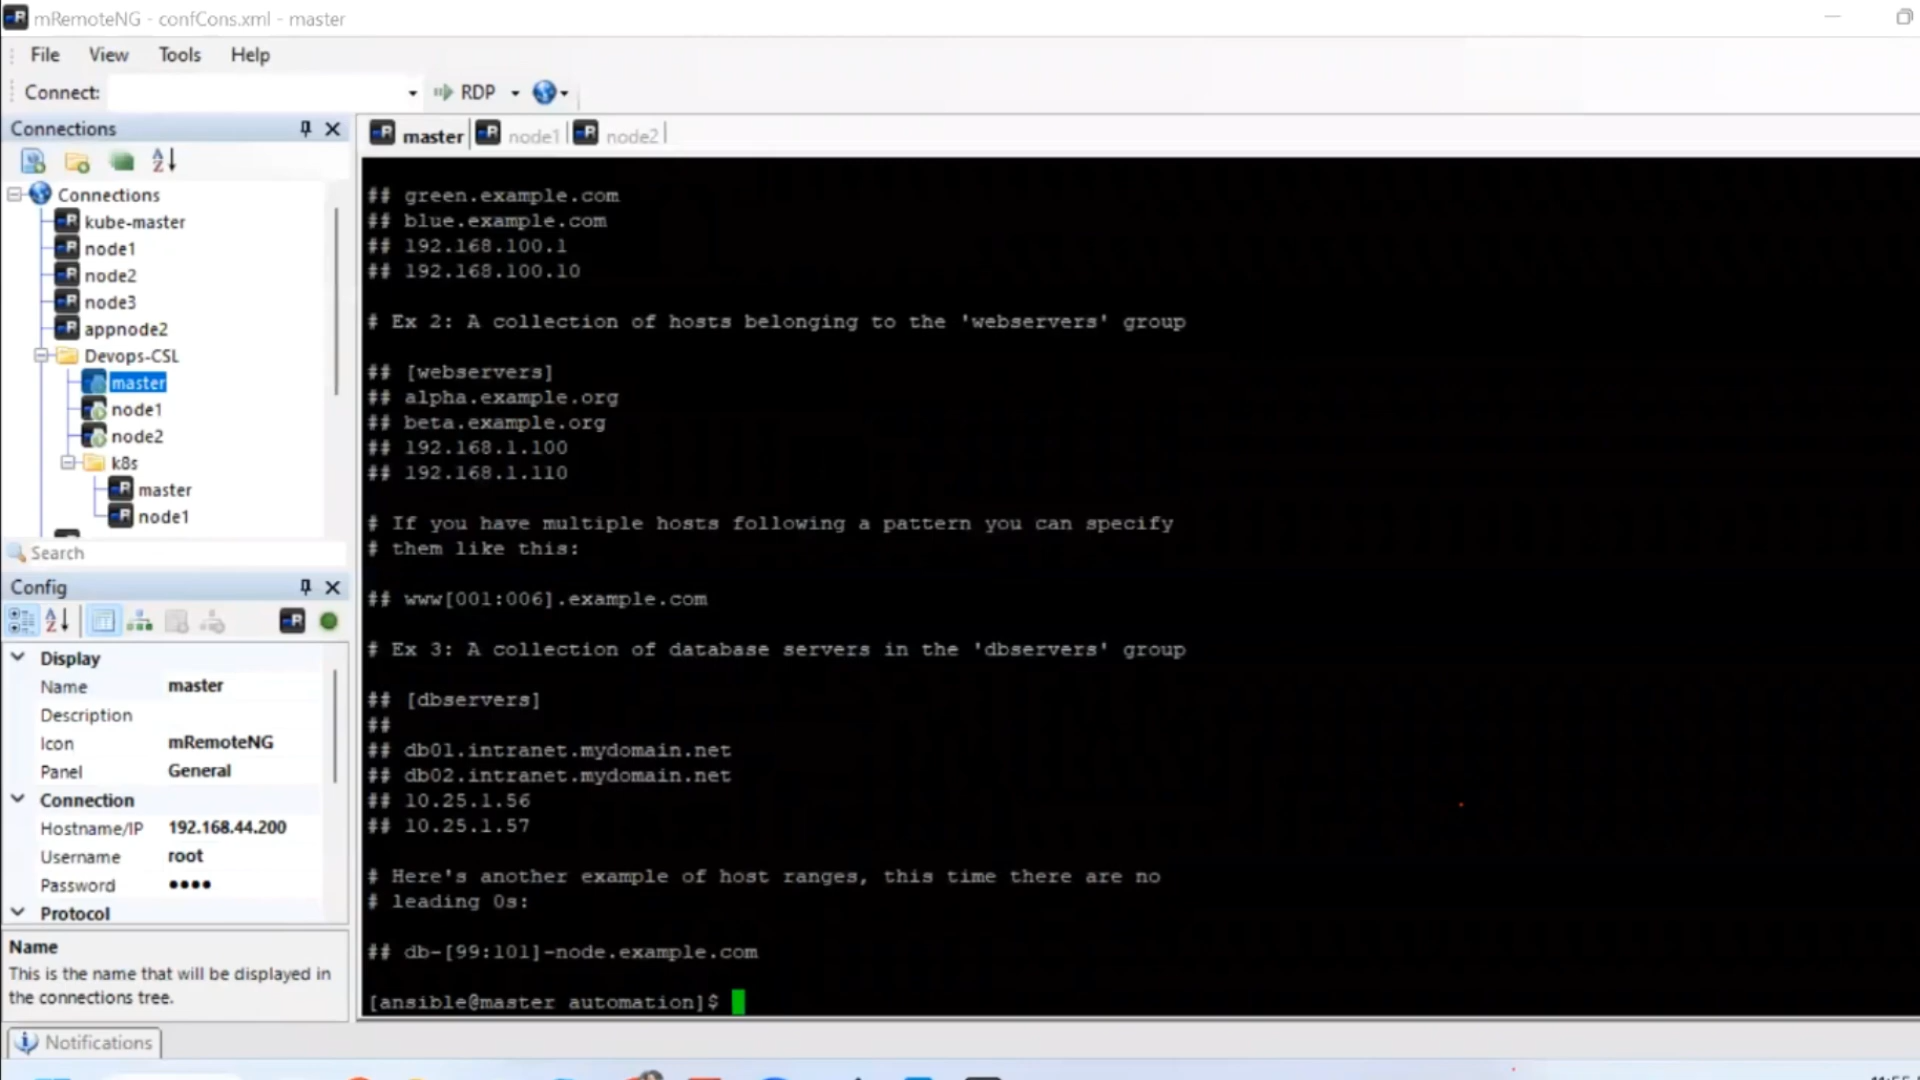 mRemoteNG - confCons.xml - master
File View Tools Help
Connect: RDP
Connections
Connections
kube-master
node1
node2
node3
appnode2
Devops-CSL
master
node1
node2
k8s
master
node1
Search
Config
Display
Name master
Description
Icon mRemoteNG
Panel General
Connection
Hostname/IP 192.168.44.200
Username root
Password ••••
Protocol
Name
This is the name that will be displayed in
the connections tree.
Notifications
master node1 node2
## green.example.com
## blue.example.com
## 192.168.100.1
## 192.168.100.10
# Ex 2: A collection of hosts belonging to the 'webservers' group
## [webservers]
## alpha.example.org
## beta.example.org
## 192.168.1.100
## 192.168.1.110
# If you have multiple hosts following a pattern you can specify
# them like this:
## www[001:006].example.com
# Ex 3: A collection of database servers in the 'dbservers' group
## [dbservers]
##
## db01.intranet.mydomain.net
## db02.intranet.mydomain.net
## 10.25.1.56
## 10.25.1.57
# Here's another example of host ranges, this time there are no
# leading 0s:
## db-[99:101]-node.example.com
[ansible@master automation]$